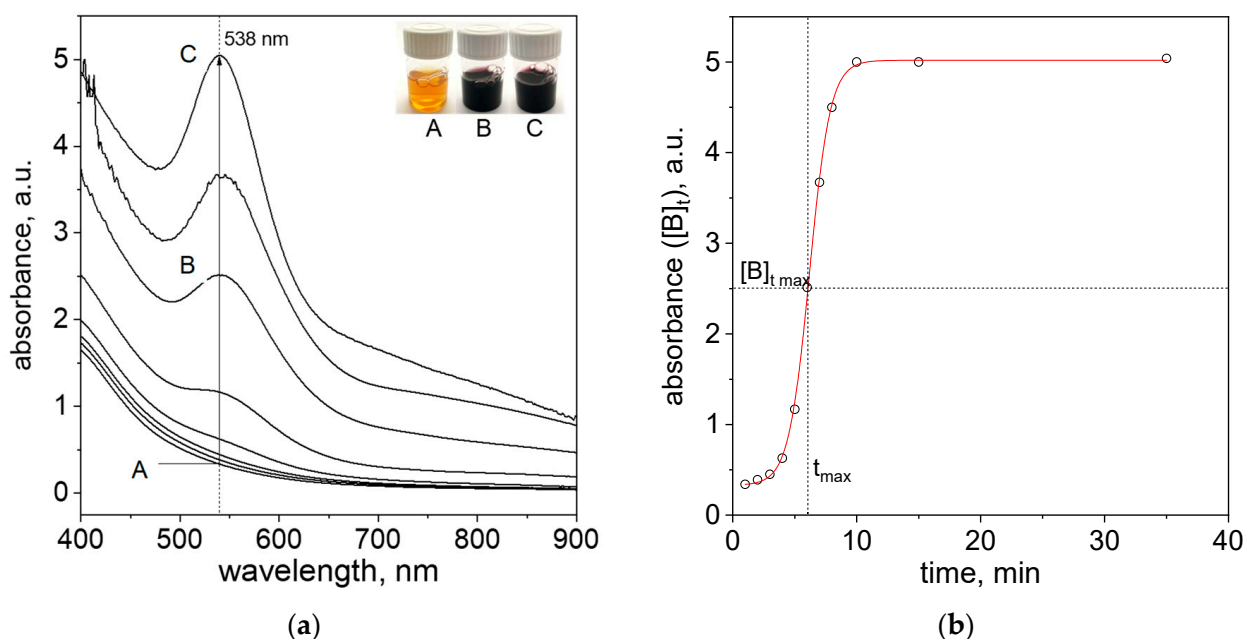 538 nm
C
B
A
A
B
C
5
4
3
2
1
0
absorbance, a.u.
400
500
600
700
800
900
wavelength, nm
(a)
5
4
3
2
1
0
absorbance ([B]t), a.u.
[B]t max
tmax
0
10
20
30
40
time, min
(b)